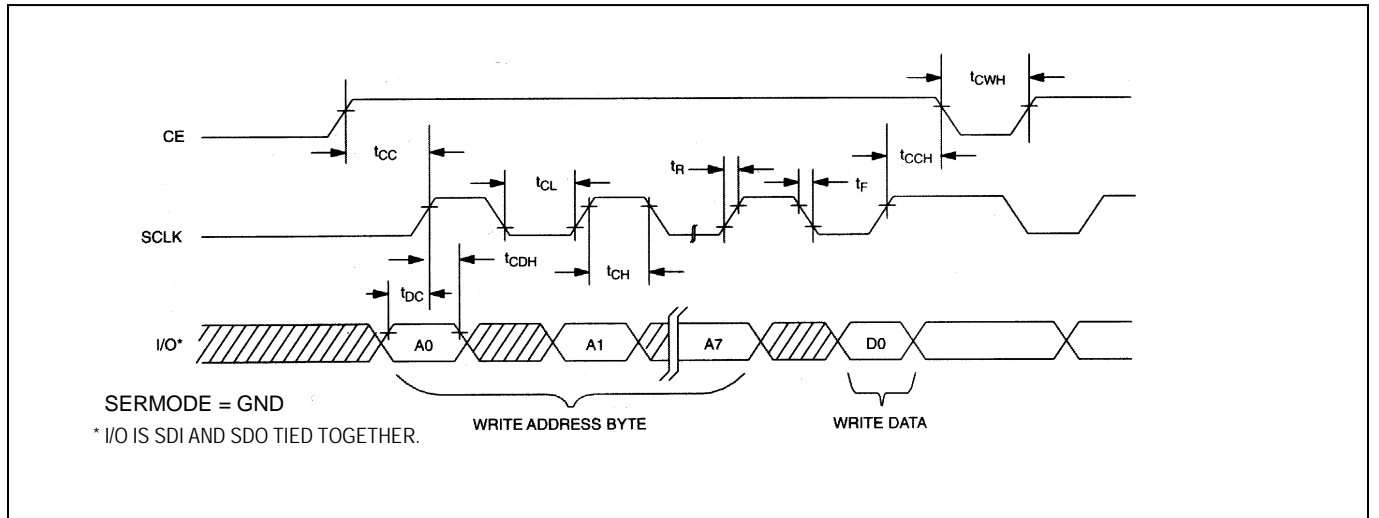 tCWH
CE
tCC
tCCH
tCL
tR
tF
SCLK
tCDH
tCH
tDC
I/O*
A0
A1
A7
D0
SERMODE = GND
WRITE ADDRESS BYTE
WRITE DATA
* I/O IS SDI AND SDO TIED TOGETHER.